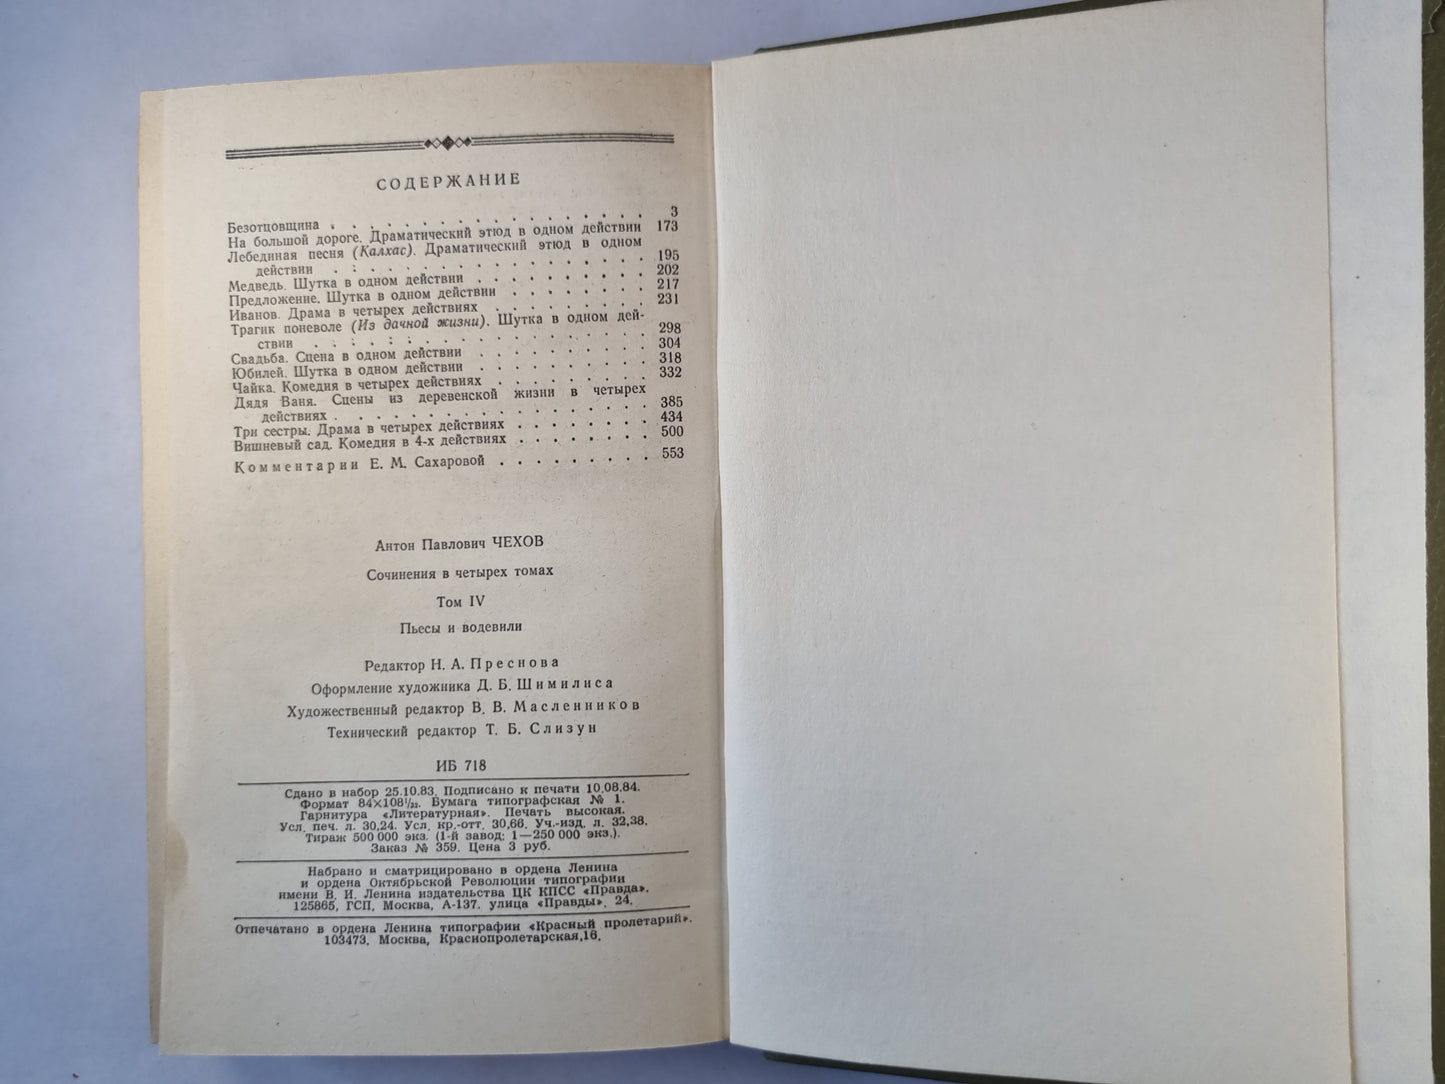 СОДЕРЖАНИЕ
Безотцовщина . . . . . . . . . . . . . . . . . . 3
На большой дороге. Драматический этюд в одном действии 173
Лебединая песня (Калхас). Драматический этюд в одном
действии . . . . . . . . . . . . . . . . . . 195
Медведь. Шутка в одном действии . . . . . . . . . . 202
Предложение. Шутка в одном действии . . . . . . . . 217
Иванов. Драма в четырех действиях . . . . . . . . . 231
Трагик поневоле (Из дачной жизни). Шутка в одном дей-
ствии . . . . . . . . . . . . . . . . . . . 298
Свадьба. Сцена в одном действии . . . . . . . . . . 304
Юбилей. Шутка в одном действии . . . . . . . . . . 318
Чайка. Комедия в четырех действиях . . . . . . . . . 332
Дядя Ваня. Сцены из деревенской жизни в четырех
действиях . . . . . . . . . . . . . . . . . . 385
Три сестры. Драма в четырех действиях . . . . . . . . 434
Вишневый сад. Комедия в 4-х действиях . . . . . . . . 500
Комментарии Е. М. Сахаровой . . . . . . . . . 553
Антон Павлович ЧЕХОВ
Сочинения в четырех томах
Том IV
Пьесы и водевили
Редактор Н. А. Преснова
Оформление художника Д. Б. Шимилиса
Художественный редактор В. В. Масленников
Технический редактор Т. Б. Слизун
ИБ 718
Сдано в набор 25.10.83. Подписано к печати 10.08.84.
Формат 84×108¹/₃₂. Бумага типографская № 1.
Гарнитура «Литературная». Печать высокая.
Усл. печ. л. 30,24. Усл. кр.-отт. 30,66. Уч.-изд. л. 32,38.
Тираж 500 000 экз. (1-й завод: 1—250 000 экз.).
Заказ № 359. Цена 3 руб.
Набрано и сматрицировано в ордена Ленина
и ордена Октябрьской Революции типографии
имени В. И. Ленина издательства ЦК КПСС «Правда».
125865, ГСП, Москва, А-137, улица «Правды», 24.
Отпечатано в ордена Ленина типографии «Красный пролетарий».
103473, Москва, Краснопролетарская,16.